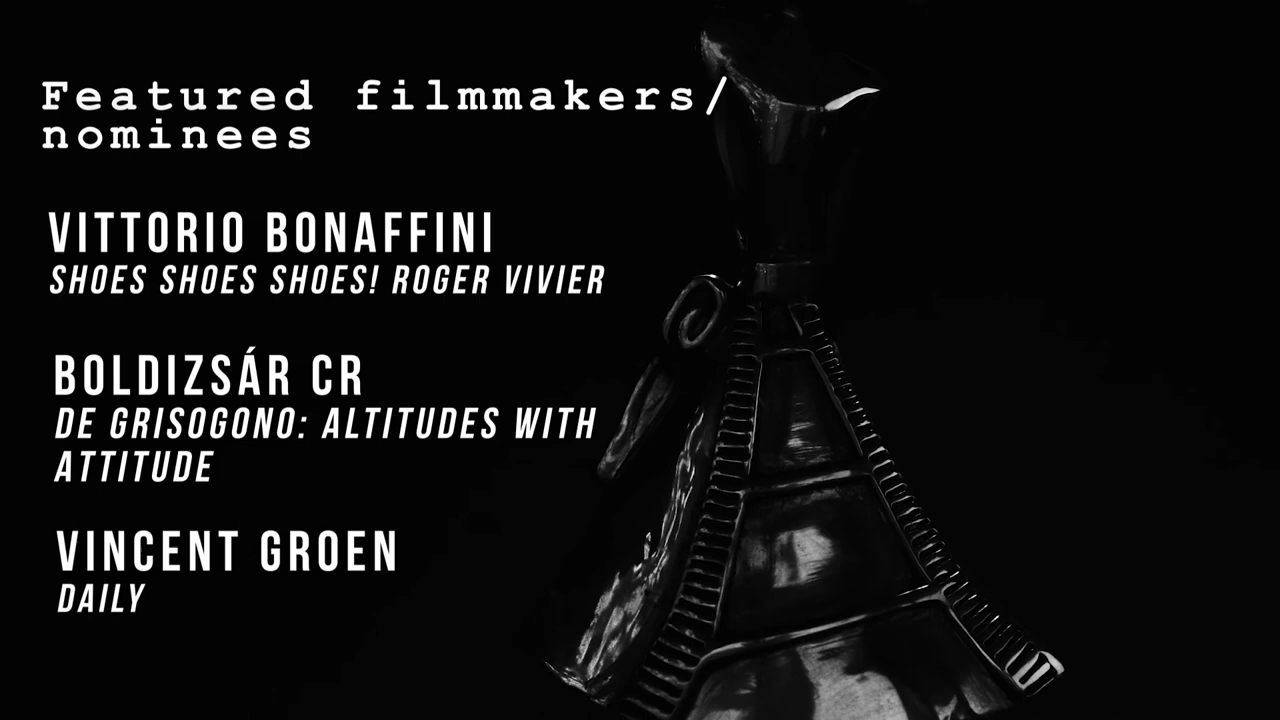 Featured filmmakers/
nominees
VITTORIO BONAFFINI
SHOES SHOES SHOES! ROGER VIVIER
BOLDIZSÁR CR
DE GRISOGONO: ALTITUDES WITH
ATTITUDE
VINCENT GROEN
DAILY